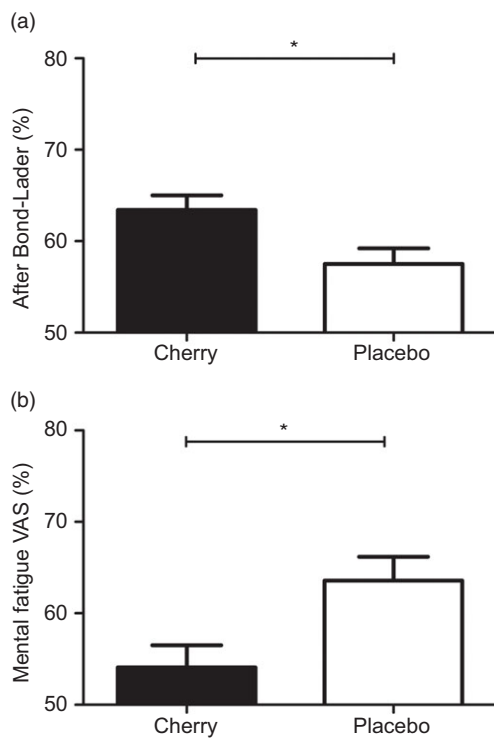 (a)
*
80
70
60
50
After Bond-Lader (%)
Cherry Placebo
(b)
*
80
70
60
50
Mental fatigue VAS (%)
Cherry Placebo